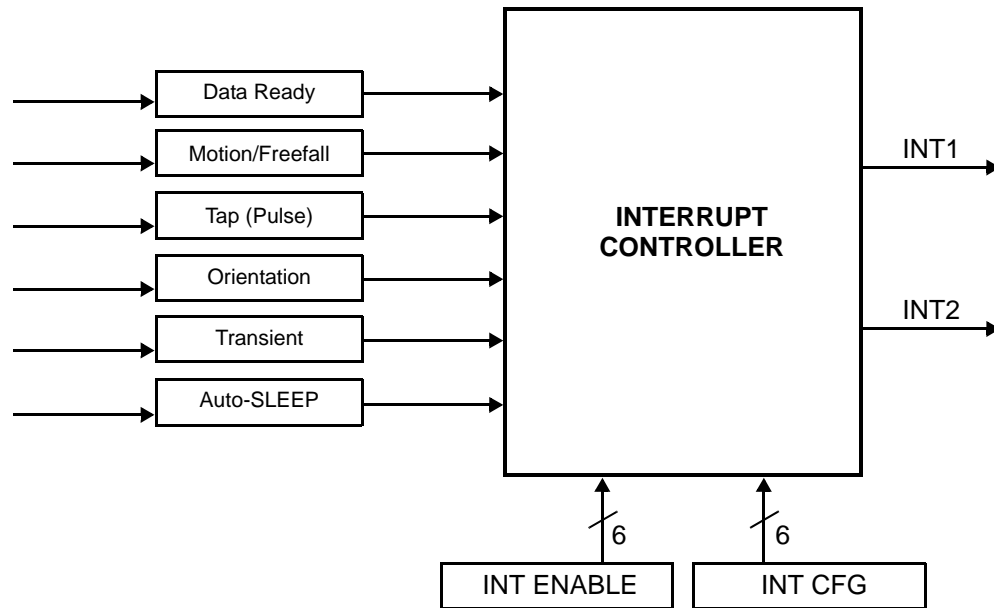 Data Ready
Motion/Freefall
Tap (Pulse)
Orientation
Transient
Auto-SLEEP
INTERRUPT
CONTROLLER
INT1
INT2
6
6
INT ENABLE
INT CFG